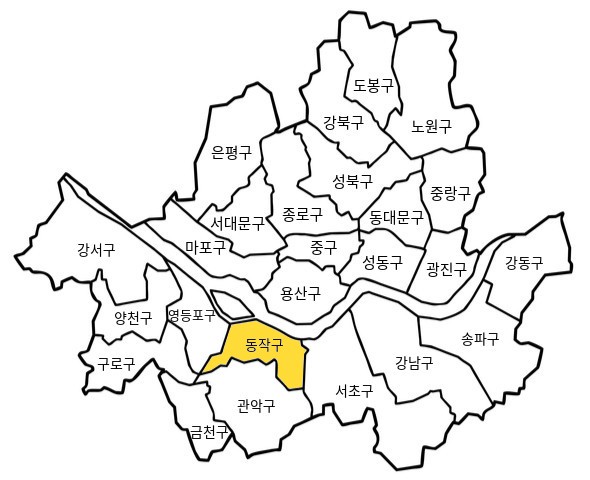 도봉구
강북구
노원구
은평구
성북구
중랑구
서대문구
종로구
동대문구
마포구
중구
강서구
성동구
광진구
강동구
용산구
양천구
영등포구
동작구
송파구
구로구
강남구
서초구
관악구
금천구